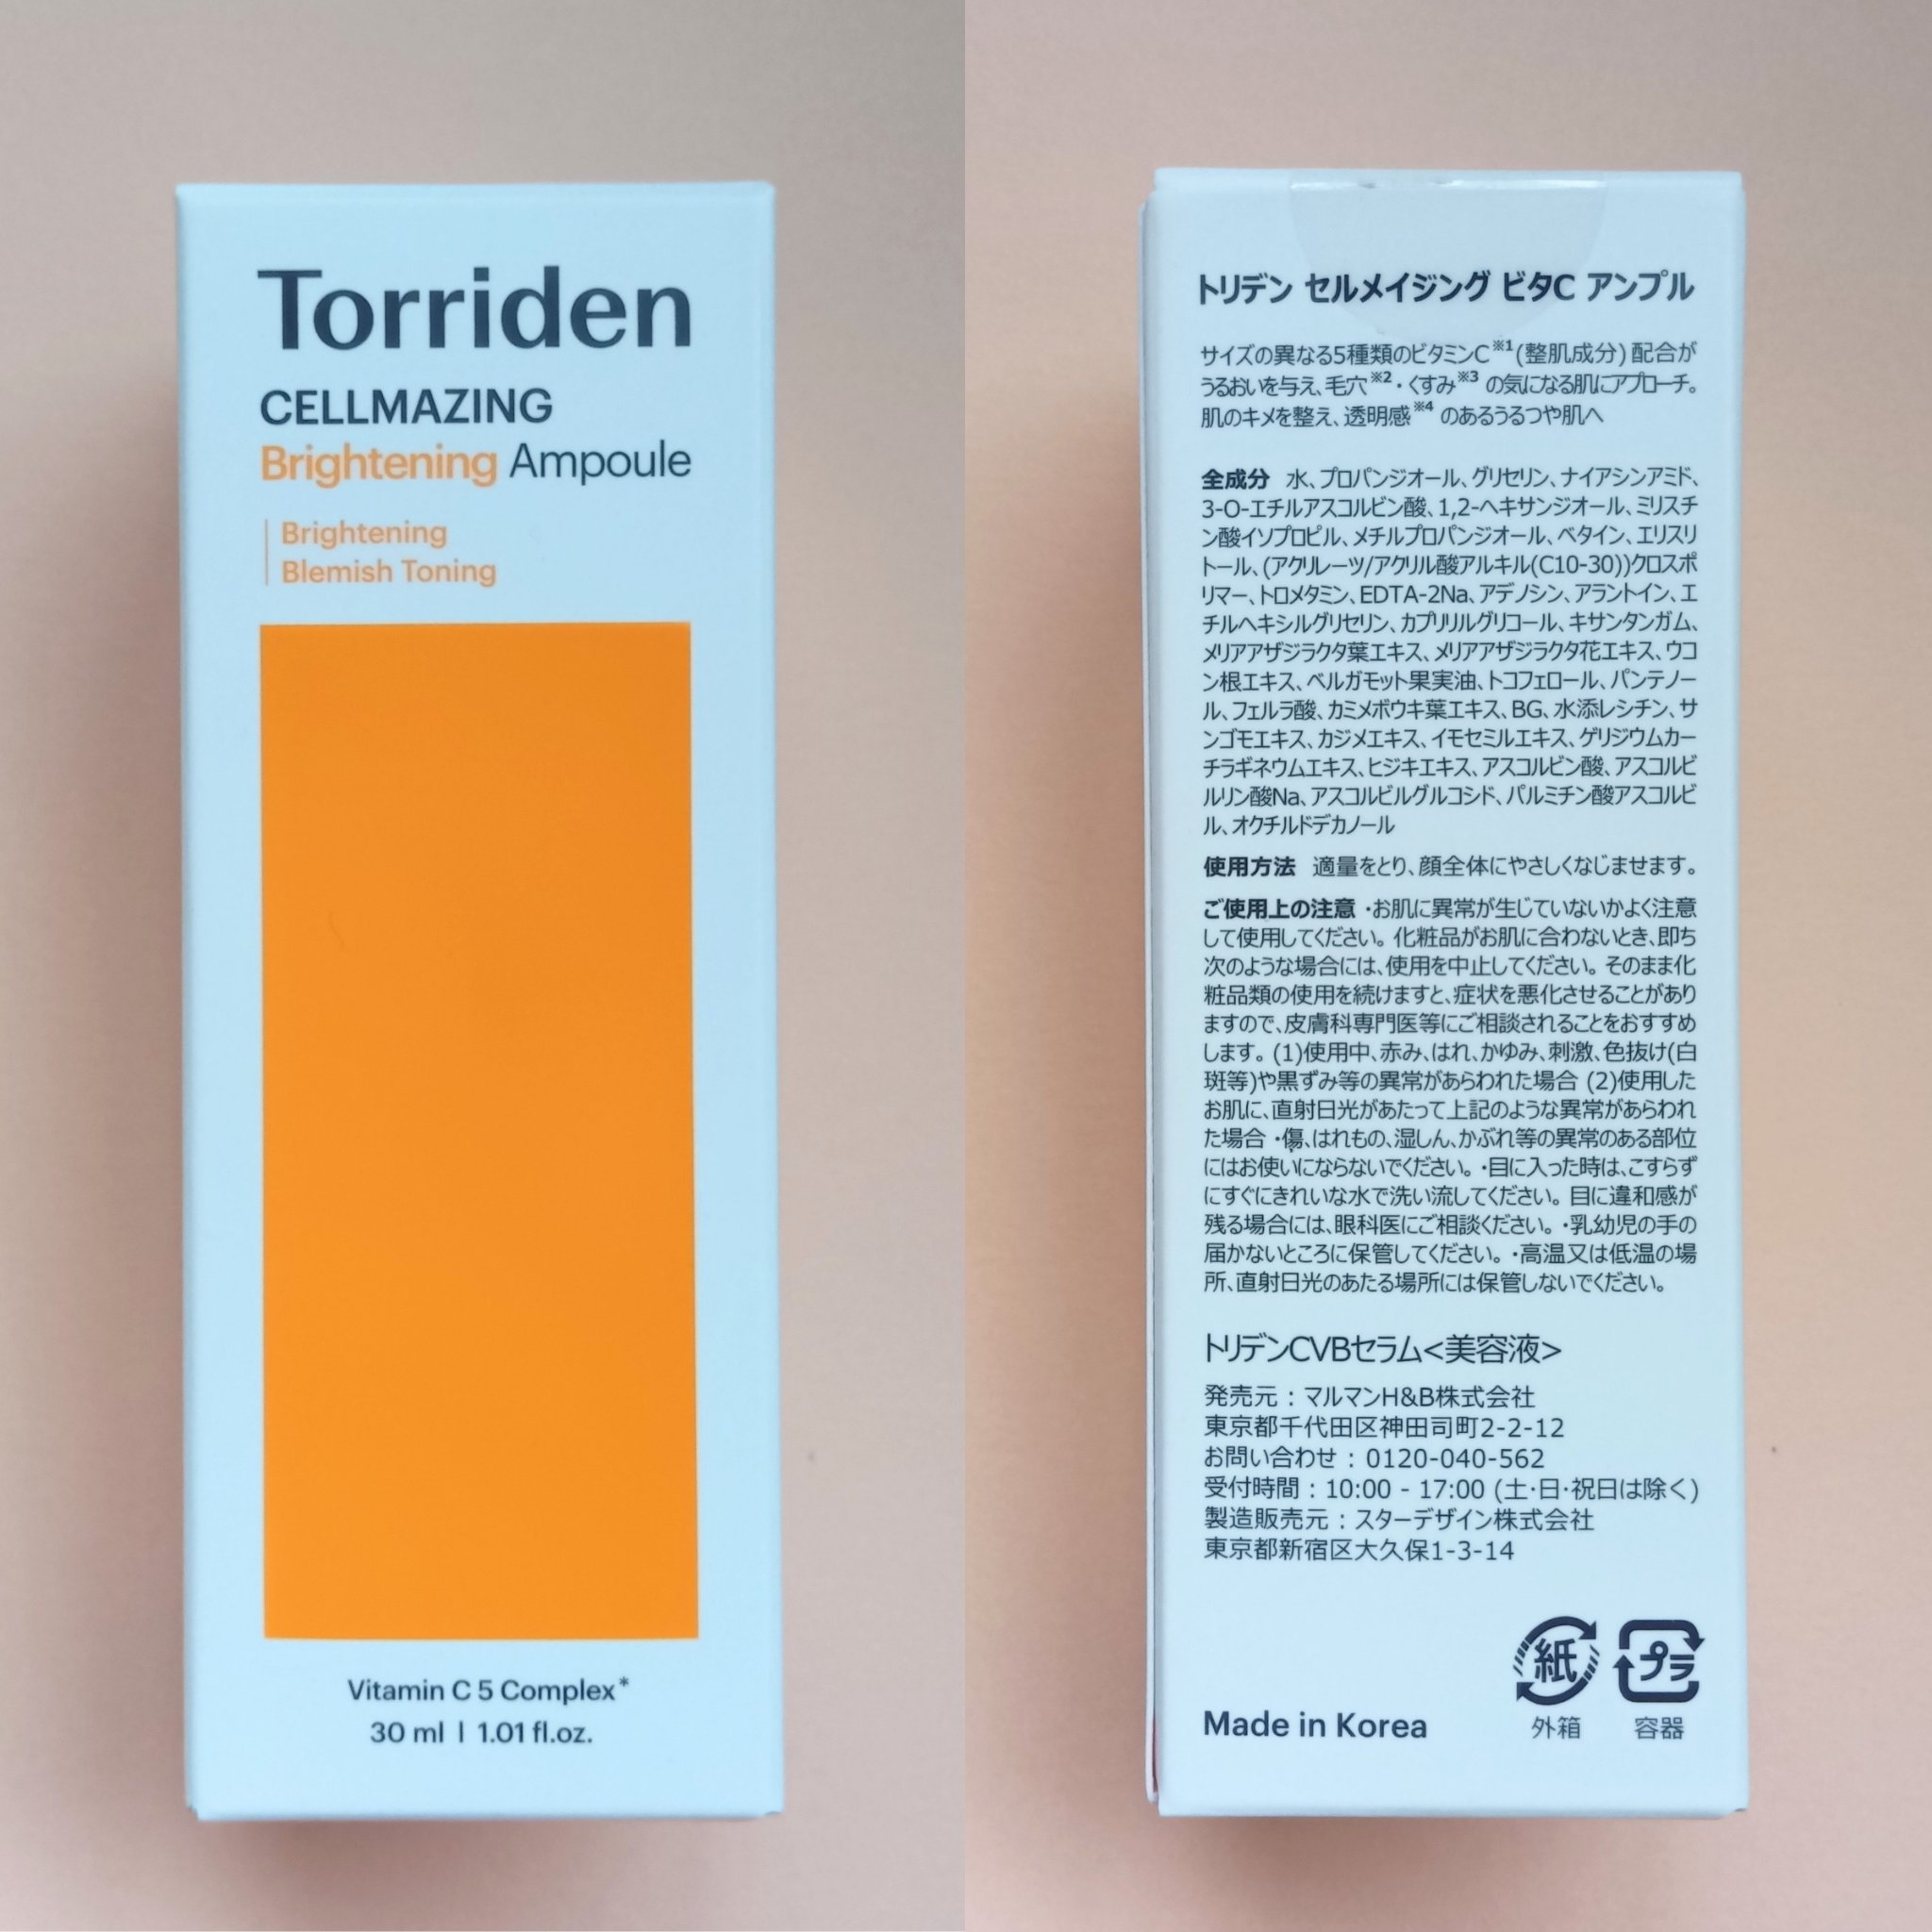 Torriden
CELLMAZING
Brightening Ampoule
Brightening
Blemish Toning
Vitamin C 5 Complex*
30 ml | 1.01 fl.oz.
トリデン セルメイジング ビタC アンプル
サイズの異なる5種類のビタミンC※1(整肌成分)配合が
うるおいを与え、毛穴※2・くすみ※3 の気になる肌にアプローチ。
肌のキメを整え、透明感※4 のあるうるつや肌へ
全成分 水、プロパンジオール、グリセリン、ナイアシンアミド、
3-O-エチルアスコルビン酸、1,2-ヘキサンジオール、ミリスチ
ン酸イソプロピル、メチルプロパンジオール、ベタイン、エリスリ
トール、(アクリレーツ/アクリル酸アルキル(C10-30))クロスポ
リマー、トロメタミン、EDTA-2Na、アデノシン、アラントイン、エ
チルヘキシルグリセリン、カプリリルグリコール、キサンタンガム、
メリアアザジラクタ葉エキス、メリアアザジラクタ花エキス、ウコ
ン根エキス、ベルガモット果実油、トコフェロール、パンテノー
ル、フェルラ酸、カミメボウキ葉エキス、BG、水添レシチン、サ
ンゴモエキス、カジメエキス、イモセミルエキス、ゲリジウムカー
チラギネウムエキス、ヒジキエキス、アスコルビン酸、アスコルビ
ルリン酸Na、アスコルビルグルコシド、パルミチン酸アスコルビ
ル、オクチルドデカノール
使用方法 適量をとり、顔全体にやさしくなじませます。
ご使用上の注意 ・お肌に異常が生じていないかよく注意
して使用してください。化粧品がお肌に合わないとき、即ち
次のような場合には、使用を中止してください。そのまま化
粧品類の使用を続けますと、症状を悪化させることがあり
ますので、皮膚科専門医等にご相談されることをおすすめ
します。(1)使用中、赤み、はれ、かゆみ、刺激、色抜け(白
斑等)や黒ずみ等の異常があらわれた場合 (2)使用した
お肌に、直射日光があたって上記のような異常があらわれ
た場合 ・傷、はれもの、湿しん、かぶれ等の異常のある部位
にはお使いにならないでください。・目に入った時は、こすらず
にすぐにきれいな水で洗い流してください。目に違和感が
残る場合には、眼科医にご相談ください。・乳幼児の手の
届かないところに保管してください。・高温又は低温の場
所、直射日光のあたる場所には保管しないでください。
トリデンCVBセラム<美容液>
発売元：マルマンH&B株式会社
東京都千代田区神田司町2-2-12
お問い合わせ：0120-040-562
受付時間：10:00 - 17:00 (土・日・祝日は除く)
製造販売元：スターデザイン株式会社
東京都新宿区大久保1-3-14
紙 プラ
Made in Korea 外箱 容器